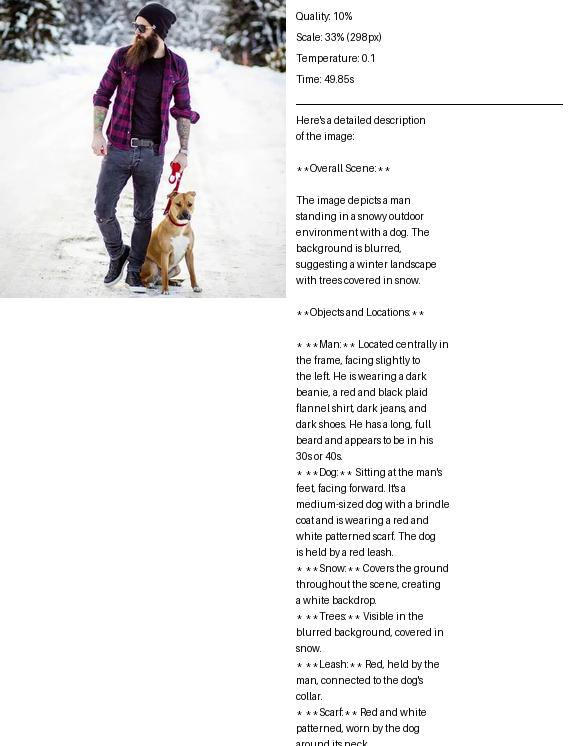 Quality: 10%
Scale: 33% (298px)
Temperature: 0.1
Time: 49.85s
Here's a detailed description
of the image:
**Overall Scene:**
The image depicts a man
standing in a snowy outdoor
environment with a dog. The
background is blurred,
suggesting a winter landscape
with trees covered in snow.
**Objects and Locations:**
* **Man:** Located centrally in
the frame, facing slightly to
the left. He is wearing a dark
beanie, a red and black plaid
flannel shirt, dark jeans, and
dark shoes. He has a long, full
beard and appears to be in his
30s or 40s.
* **Dog:** Sitting at the man's
feet, facing forward. It's a
medium-sized dog with a brindle
coat and is wearing a red and
white patterned scarf. The dog
is held by a red leash.
* **Snow:** Covers the ground
throughout the scene, creating
a white backdrop.
* **Trees:** Visible in the
blurred background, covered in
snow.
* **Leash:** Red, held by the
man, connected to the dog's
collar.
* **Scarf:** Red and white
patterned, worn by the dog
around its neck.